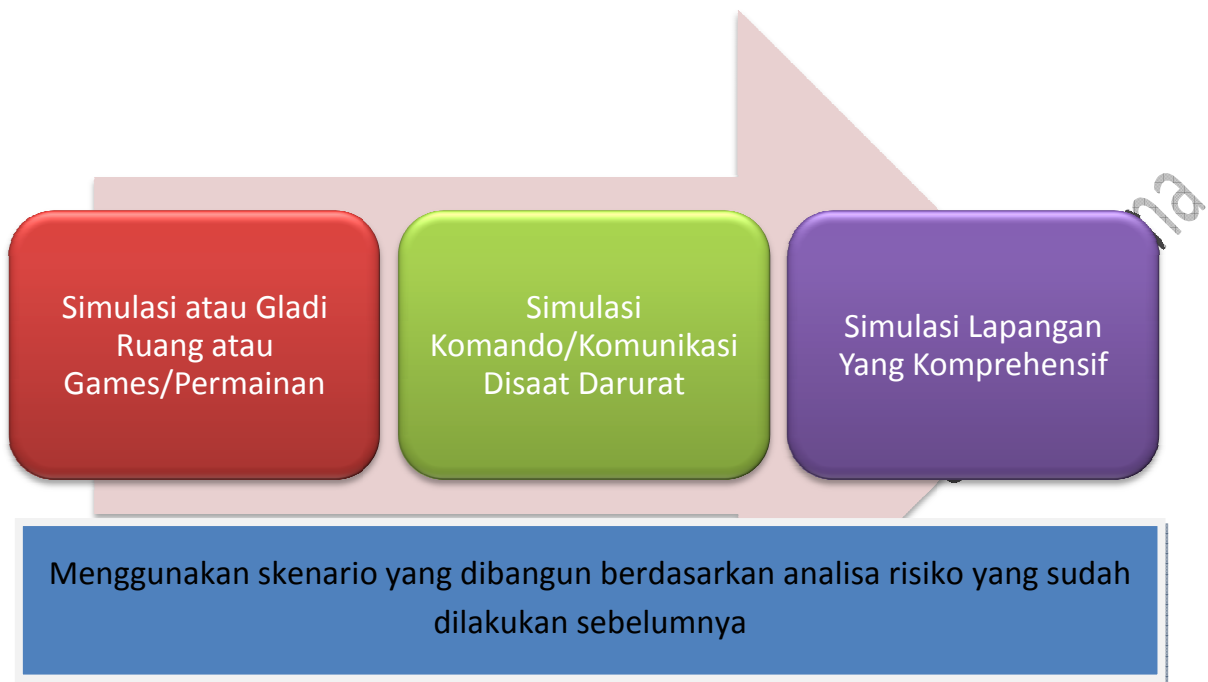 Simulasi atau Gladi
Ruang atau
Games/Permainan
Simulasi
Komando/Komunikasi
Disaat Darurat
Simulasi Lapangan
Yang Komprehensif
Menggunakan skenario yang dibangun berdasarkan analisa risiko yang sudah
dilakukan sebelumnya